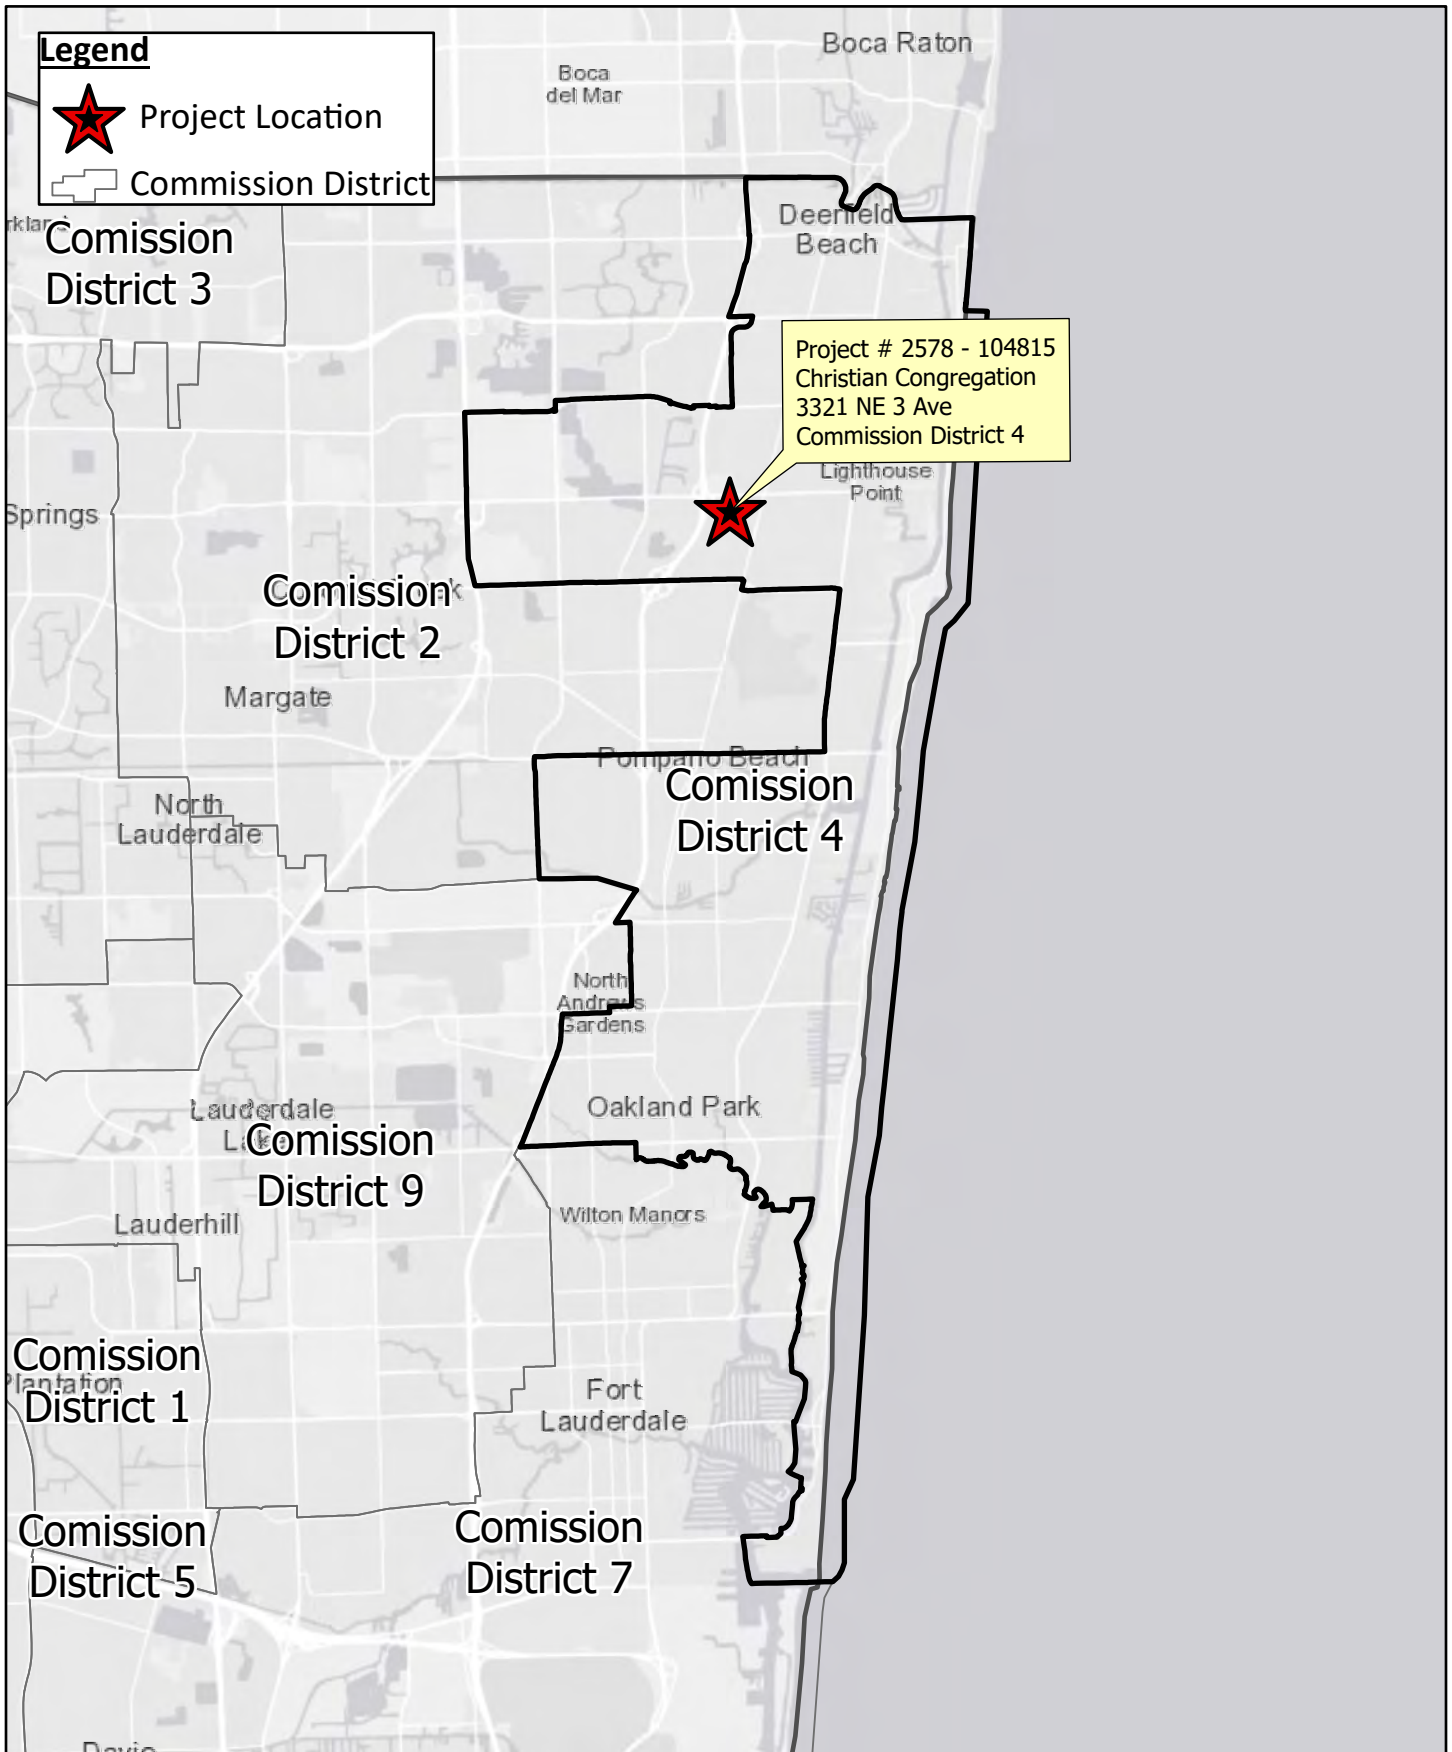 Legend
Project Location
Commission District
Boca Raton
Boca
del Mar
Deerfield
Beach
Comission
District 3
Project # 2578 - 104815
Christian Congregation
3321 NE 3 Ave
Commission District 4
Lighthouse
Point
Springs
Comission
District 2
Margate
Pompano Beach
Comission
District 4
North
Lauderdale
North
Andrews
Gardens
Oakland Park
Lauderdale
Comission
District 9
Wilton Manors
Lauderhill
Comission
Plantation
District 1
Fort
Lauderdale
Comission
District 5
Comission
District 7